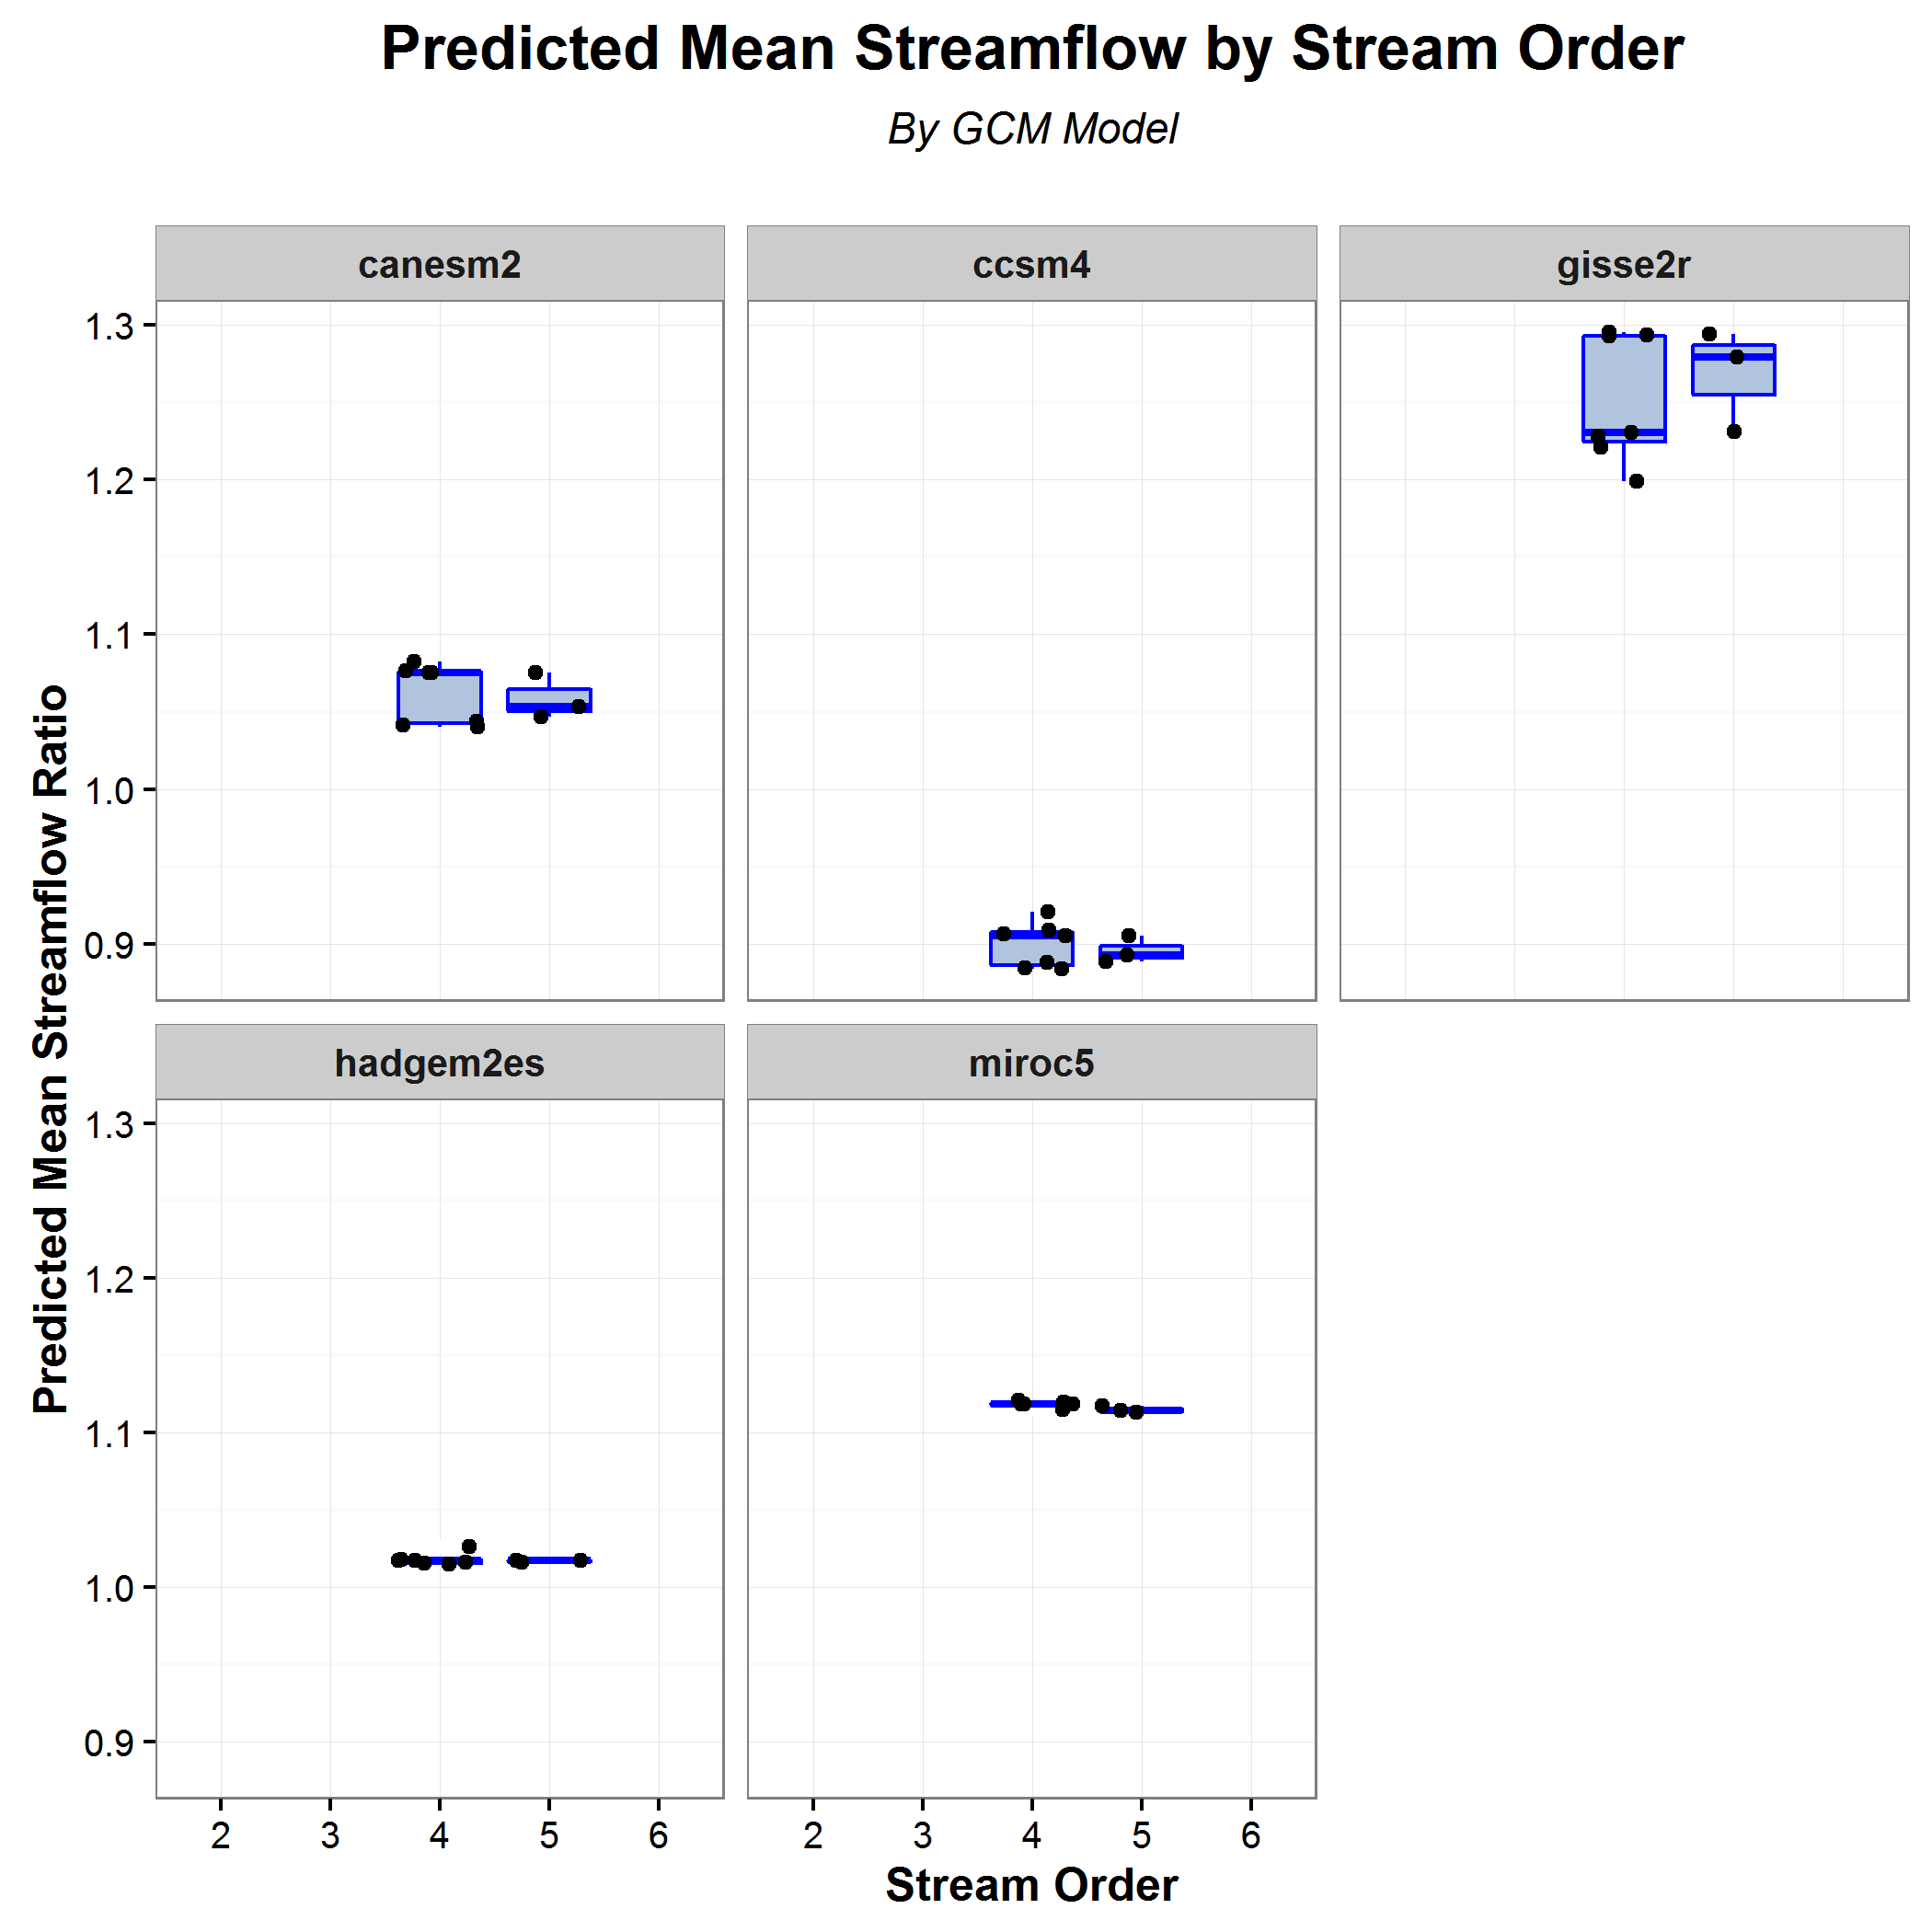 Predicted Mean Streamflow by Stream Order
By GCM Model
canesm2
ccsm4
gisse2r
1.3
1.2
1.1
1.0
0.9
Predicted Mean Streamflow Ratio
hadgem2es
miroc5
1.3
1.2
1.1
1.0
0.9
2 3 4 5 6
2 3 4 5 6
Stream Order